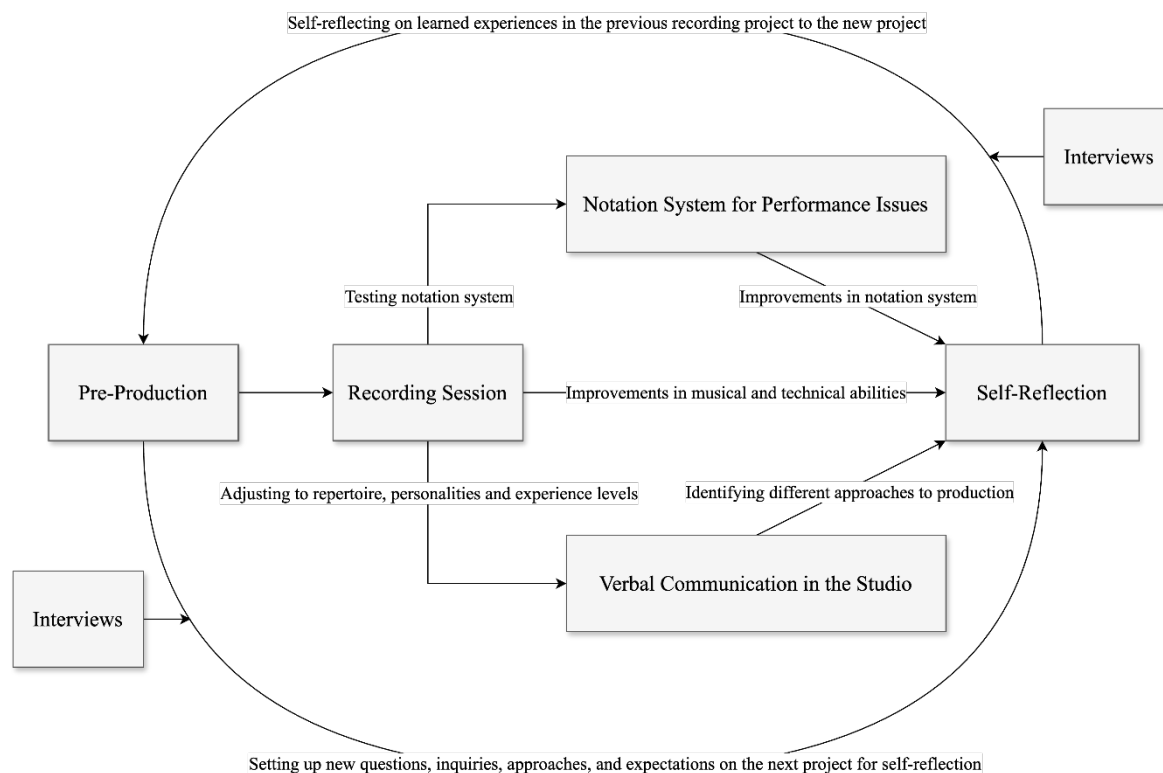 Self-reflecting on learned experiences in the previous recording project to the new project
Interviews
Notation System for Performance Issues
Testing notation system
Improvements in notation system
Pre-Production
Recording Session
Improvements in musical and technical abilities
Self-Reflection
Adjusting to repertoire, personalities and experience levels
Identifying different approaches to production
Verbal Communication in the Studio
Interviews
Setting up new questions, inquiries, approaches, and expectations on the next project for self-reflection